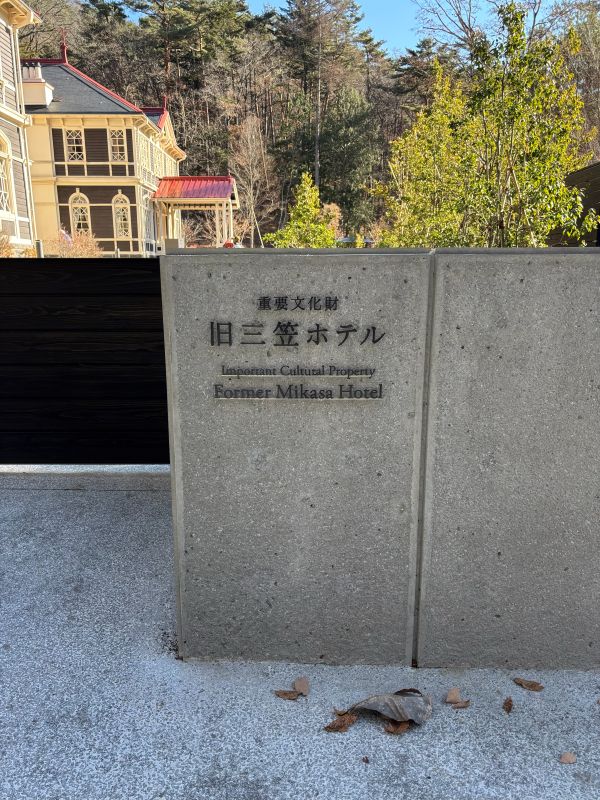 重要文化財
旧三笠ホテル
Important Cultural Property
Former Mikasa Hotel